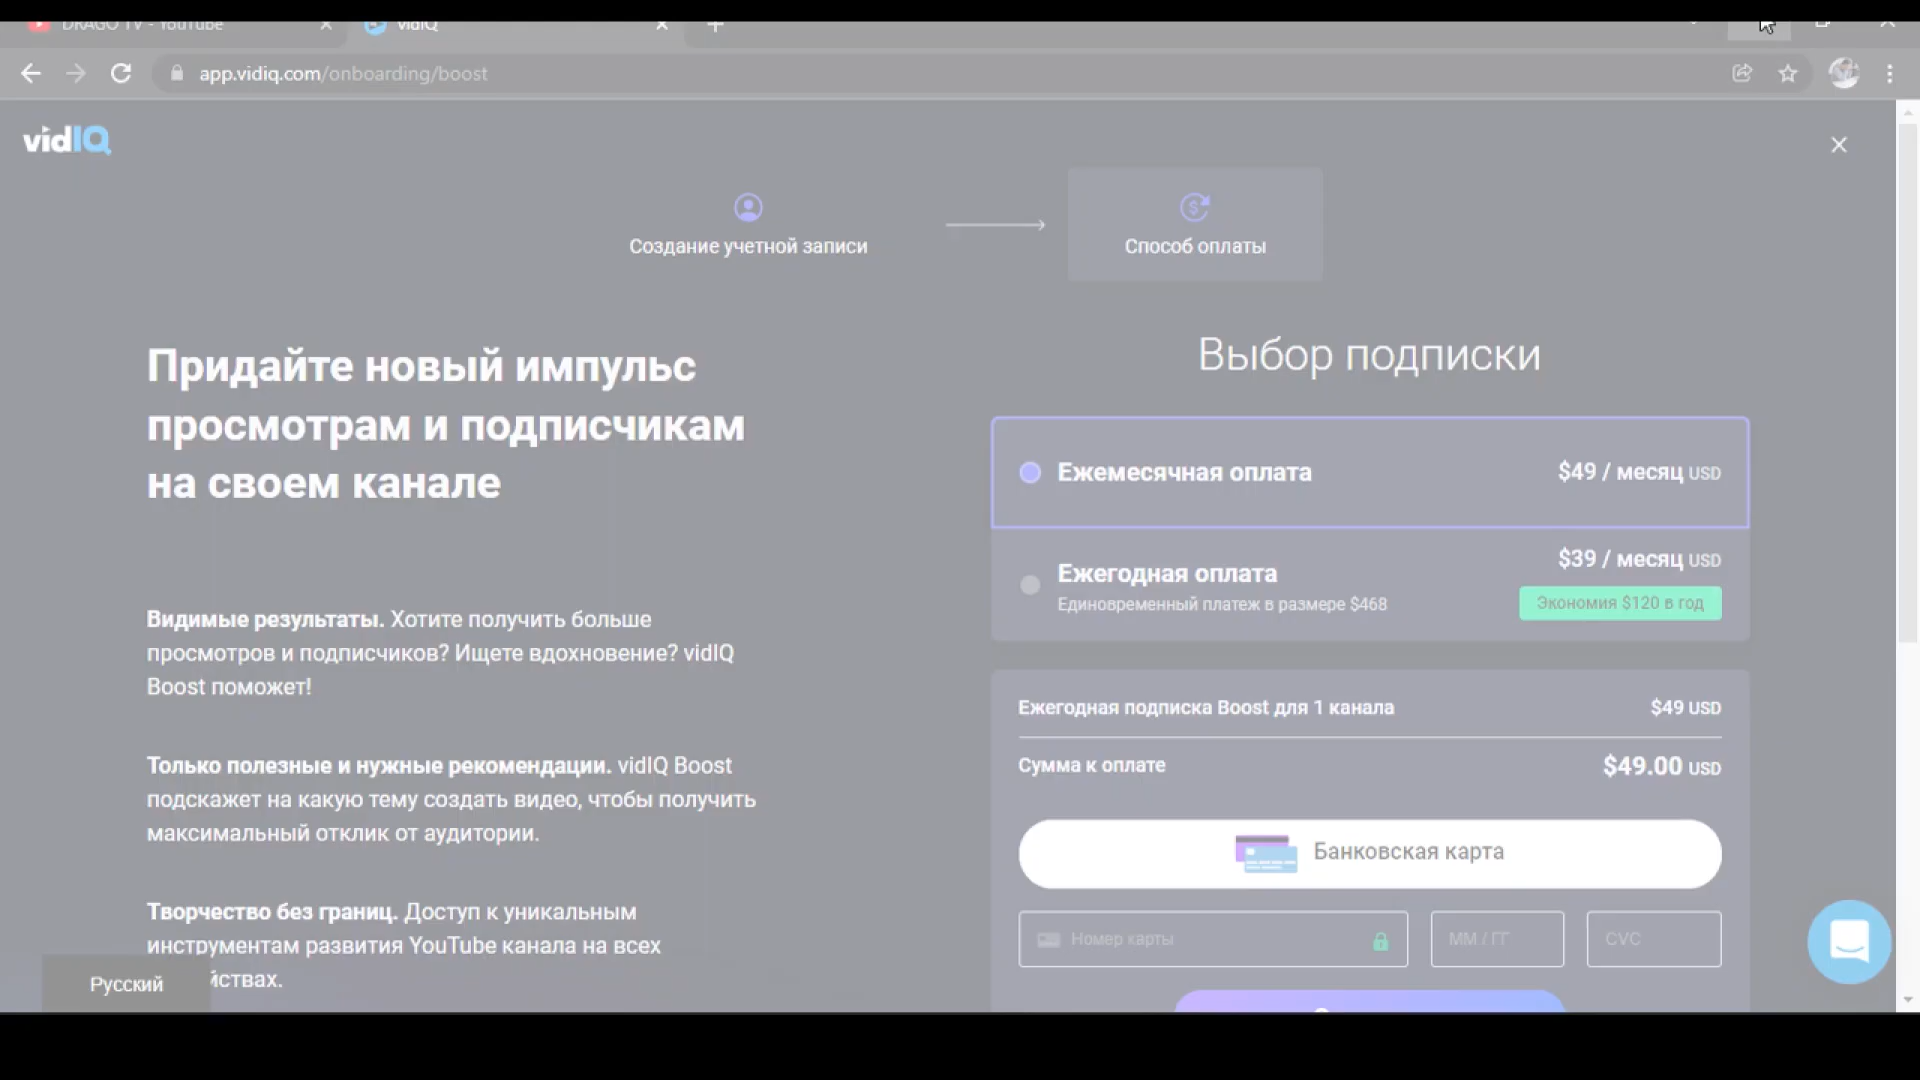 DRAGO TV - YouTube
vidIQ
app.vidiq.com/onboarding/boost
vidIQ
Создание учетной записи
Способ оплаты
Придайте новый импульс
просмотрам и подписчикам
на своем канале
Видимые результаты. Хотите получить больше
просмотров и подписчиков? Ищете вдохновение? vidIQ
Boost поможет!
Только полезные и нужные рекомендации. vidIQ Boost
подскажет на какую тему создать видео, чтобы получить
максимальный отклик от аудитории.
Творчество без границ. Доступ к уникальным
инструментам развития YouTube канала на всех
йствах.
Русский
Выбор подписки
Ежемесячная оплата
$49 / месяц USD
Ежегодная оплата
Единовременный платеж в размере $468
$39 / месяц USD
Экономия $120 в год
Ежегодная подписка Boost для 1 канала
$49 USD
Сумма к оплате
$49.00 USD
Банковская карта
Номер карты
ММ / ГГ
CVC